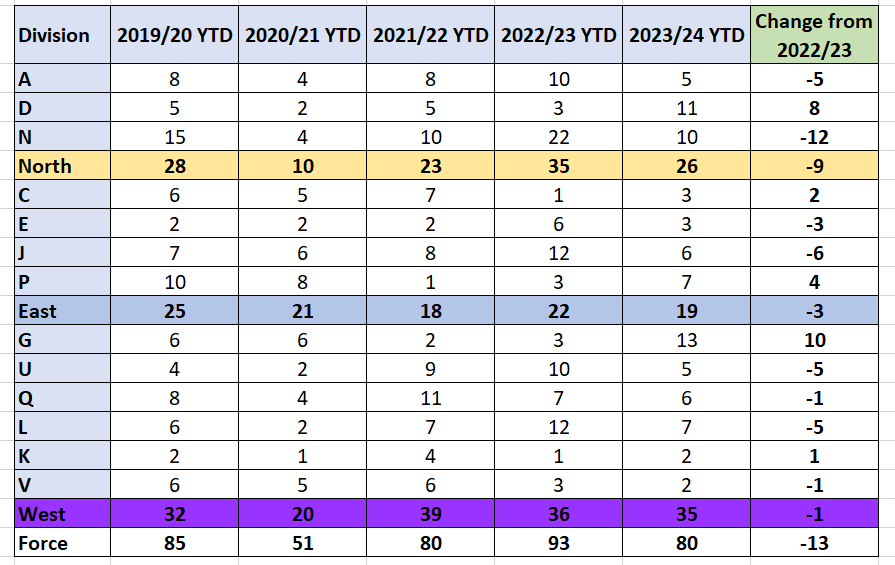 Division 2019/20 YTD 2020/21 YTD 2021/22 YTD 2022/23 YTD 2023/24 YTD Change from 2022/23
A 8 4 8 10 5 -5
D 5 2 5 3 11 8
N 15 4 10 22 10 -12
North 28 10 23 35 26 -9
C 6 5 7 1 3 2
E 2 2 2 6 3 -3
J 7 6 8 12 6 -6
P 10 8 1 3 7 4
East 25 21 18 22 19 -3
G 6 6 2 3 13 10
U 4 2 9 10 5 -5
Q 8 4 11 7 6 -1
L 6 2 7 12 7 -5
K 2 1 4 1 2 1
V 6 5 6 3 2 -1
West 32 20 39 36 35 -1
Force 85 51 80 93 80 -13